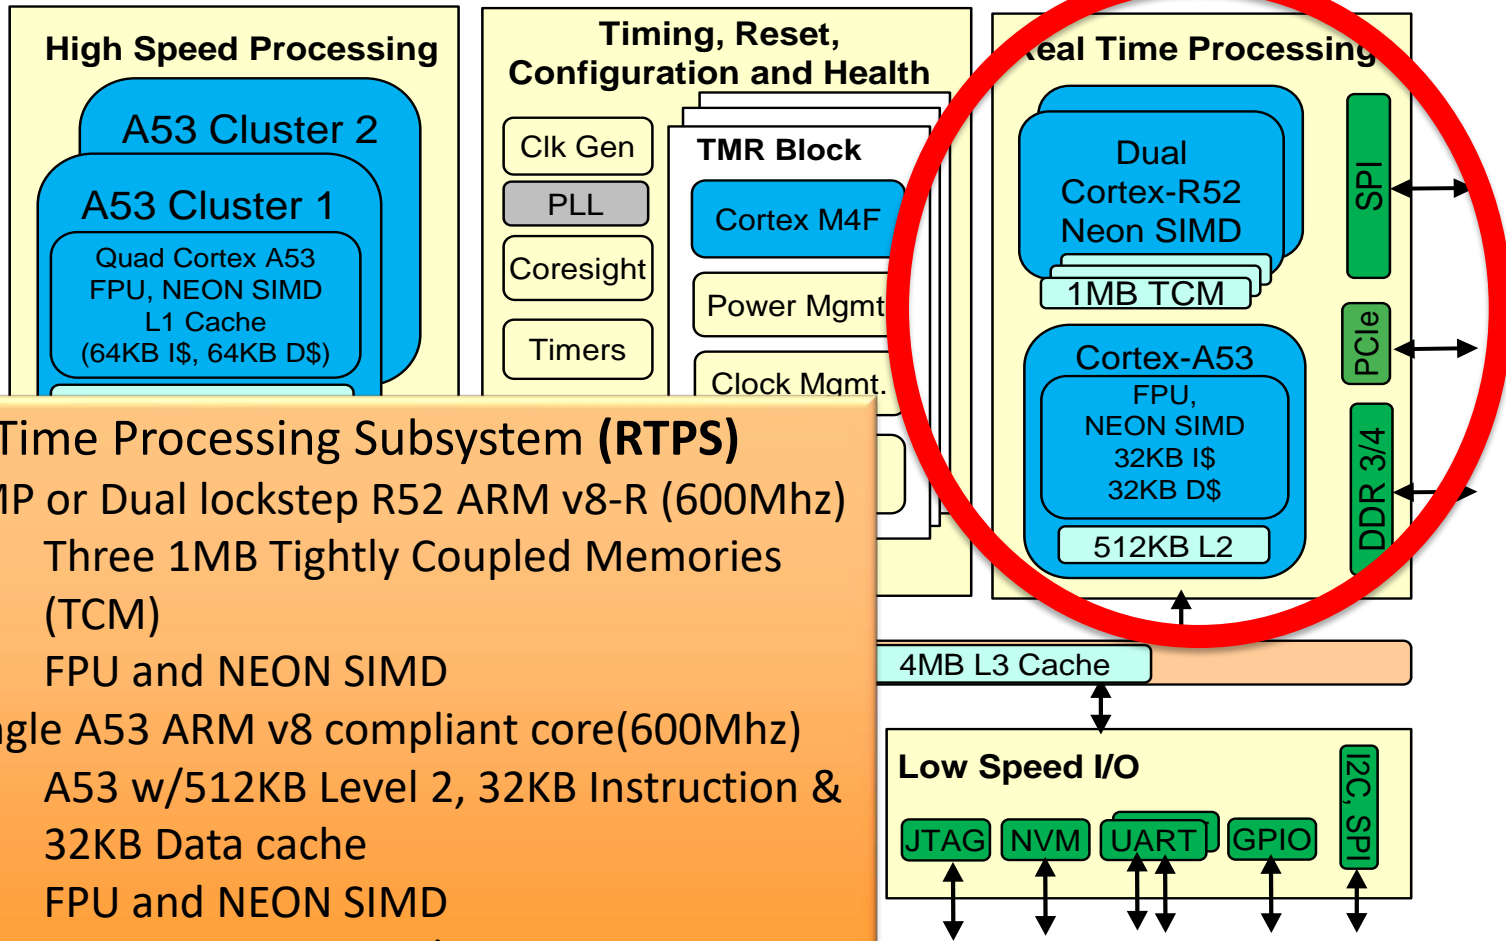 High Speed Processing
A53 Cluster 2
A53 Cluster 1
Quad Cortex A53
FPU, NEON SIMD
L1 Cache
(64KB I$, 64KB D$)
Timing, Reset,
Configuration and Health
Clk Gen
PLL
Coresight
Timers
TMR Block
Cortex M4F
Power Mgmt
Clock Mgmt.
Real Time Processing
Dual
Cortex-R52
Neon SIMD
1MB TCM
Cortex-A53
FPU,
NEON SIMD
32KB I$
32KB D$
512KB L2
SPI
PCIe
DDR 3/4
Time Processing Subsystem (RTPS)
MP or Dual lockstep R52 ARM v8-R (600Mhz)
Three 1MB Tightly Coupled Memories
(TCM)
FPU and NEON SIMD
ngle A53 ARM v8 compliant core(600Mhz)
A53 w/512KB Level 2, 32KB Instruction &
32KB Data cache
FPU and NEON SIMD
4MB L3 Cache
Low Speed I/O
JTAG
NVM
UART
GPIO
I2C, SPI